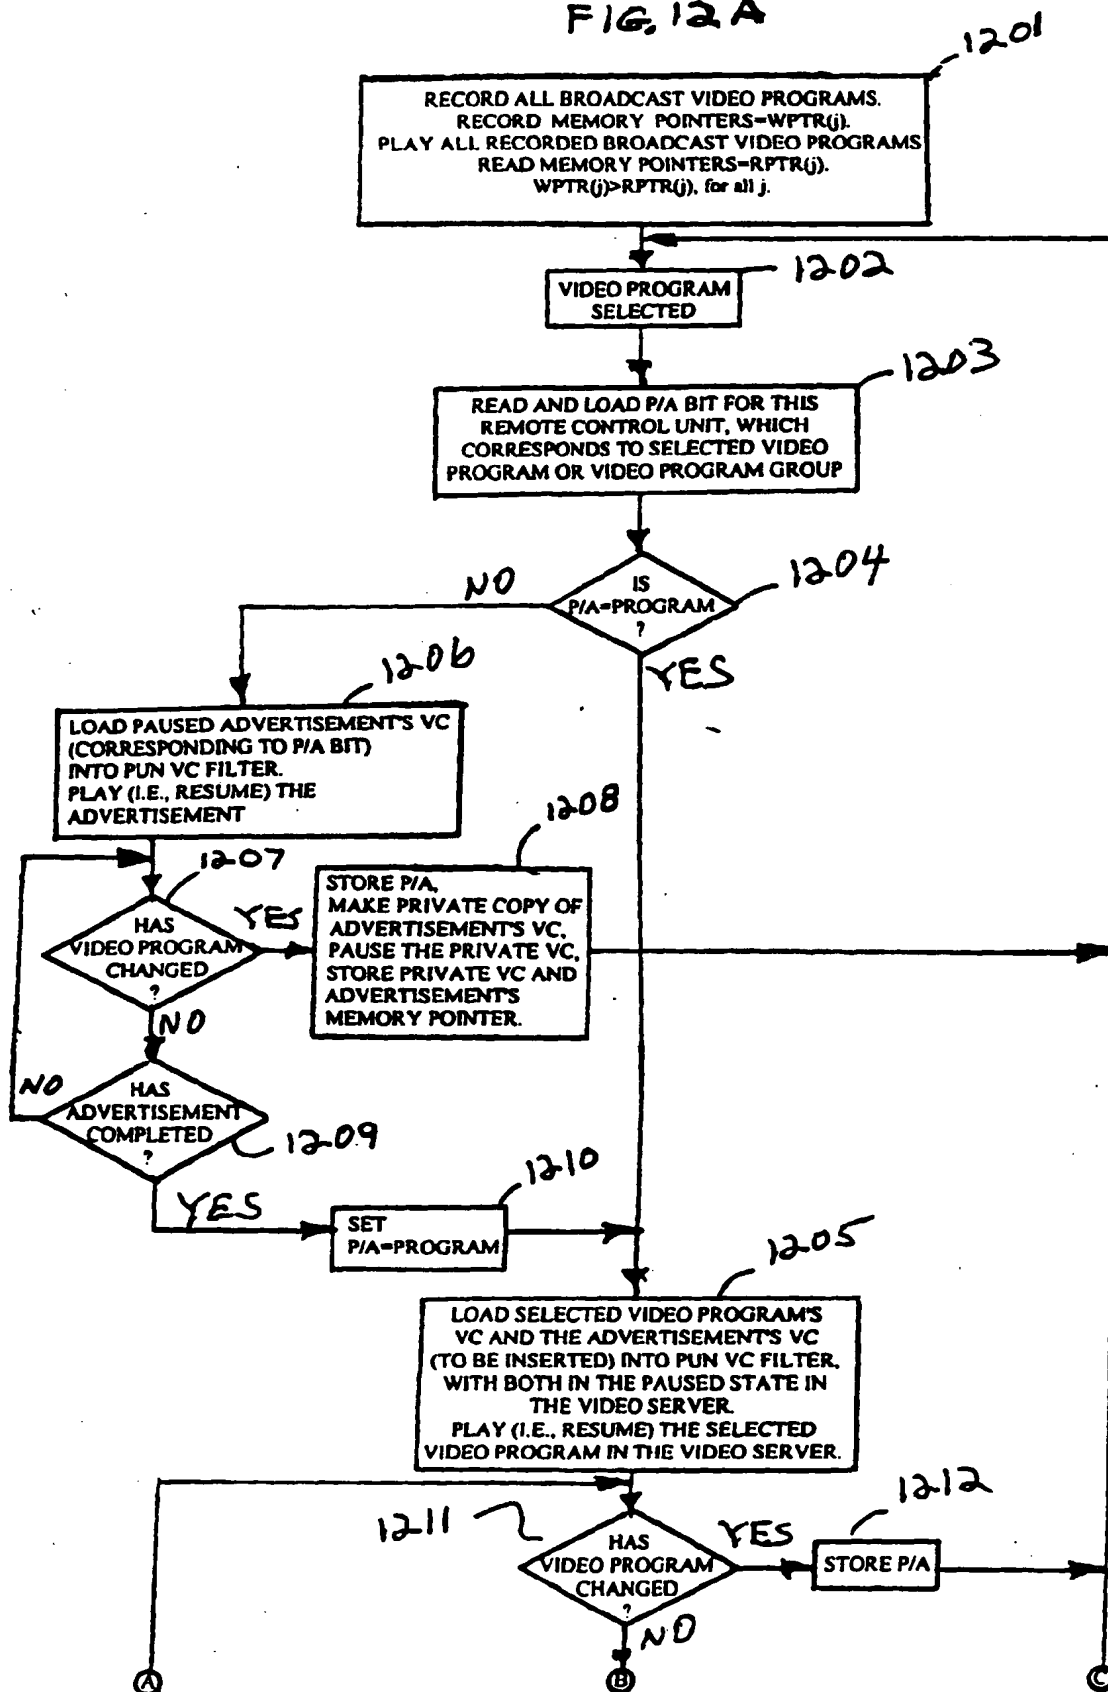 FIG. 12A
1201
RECORD ALL BROADCAST VIDEO PROGRAMS.
RECORD MEMORY POINTERS=WPTR(j).
PLAY ALL RECORDED BROADCAST VIDEO PROGRAMS
READ MEMORY POINTERS=RPTR(j).
WPTR(j)>RPTR(j), for all j.
1202
VIDEO PROGRAM
SELECTED
1203
READ AND LOAD P/A BIT FOR THIS
REMOTE CONTROL UNIT, WHICH
CORRESPONDS TO SELECTED VIDEO
PROGRAM OR VIDEO PROGRAM GROUP
1204
IS
P/A=PROGRAM
?
NO
YES
1206
LOAD PAUSED ADVERTISEMENT'S VC
(CORRESPONDING TO P/A BIT)
INTO PUN VC FILTER.
PLAY (I.E., RESUME) THE
ADVERTISEMENT
1207
HAS
VIDEO PROGRAM
CHANGED
?
YES
NO
1208
STORE P/A,
MAKE PRIVATE COPY OF
ADVERTISEMENT'S VC,
PAUSE THE PRIVATE VC,
STORE PRIVATE VC AND
ADVERTISEMENT'S
MEMORY POINTER.
NO
HAS
ADVERTISEMENT
COMPLETED
?
1209
YES
1210
SET
P/A=PROGRAM
1205
LOAD SELECTED VIDEO PROGRAM'S
VC AND THE ADVERTISEMENT'S VC
(TO BE INSERTED) INTO PUN VC FILTER,
WITH BOTH IN THE PAUSED STATE IN
THE VIDEO SERVER.
PLAY (I.E., RESUME) THE SELECTED
VIDEO PROGRAM IN THE VIDEO SERVER.
1211
HAS
VIDEO PROGRAM
CHANGED
?
YES
1212
STORE P/A
NO
A
B
C